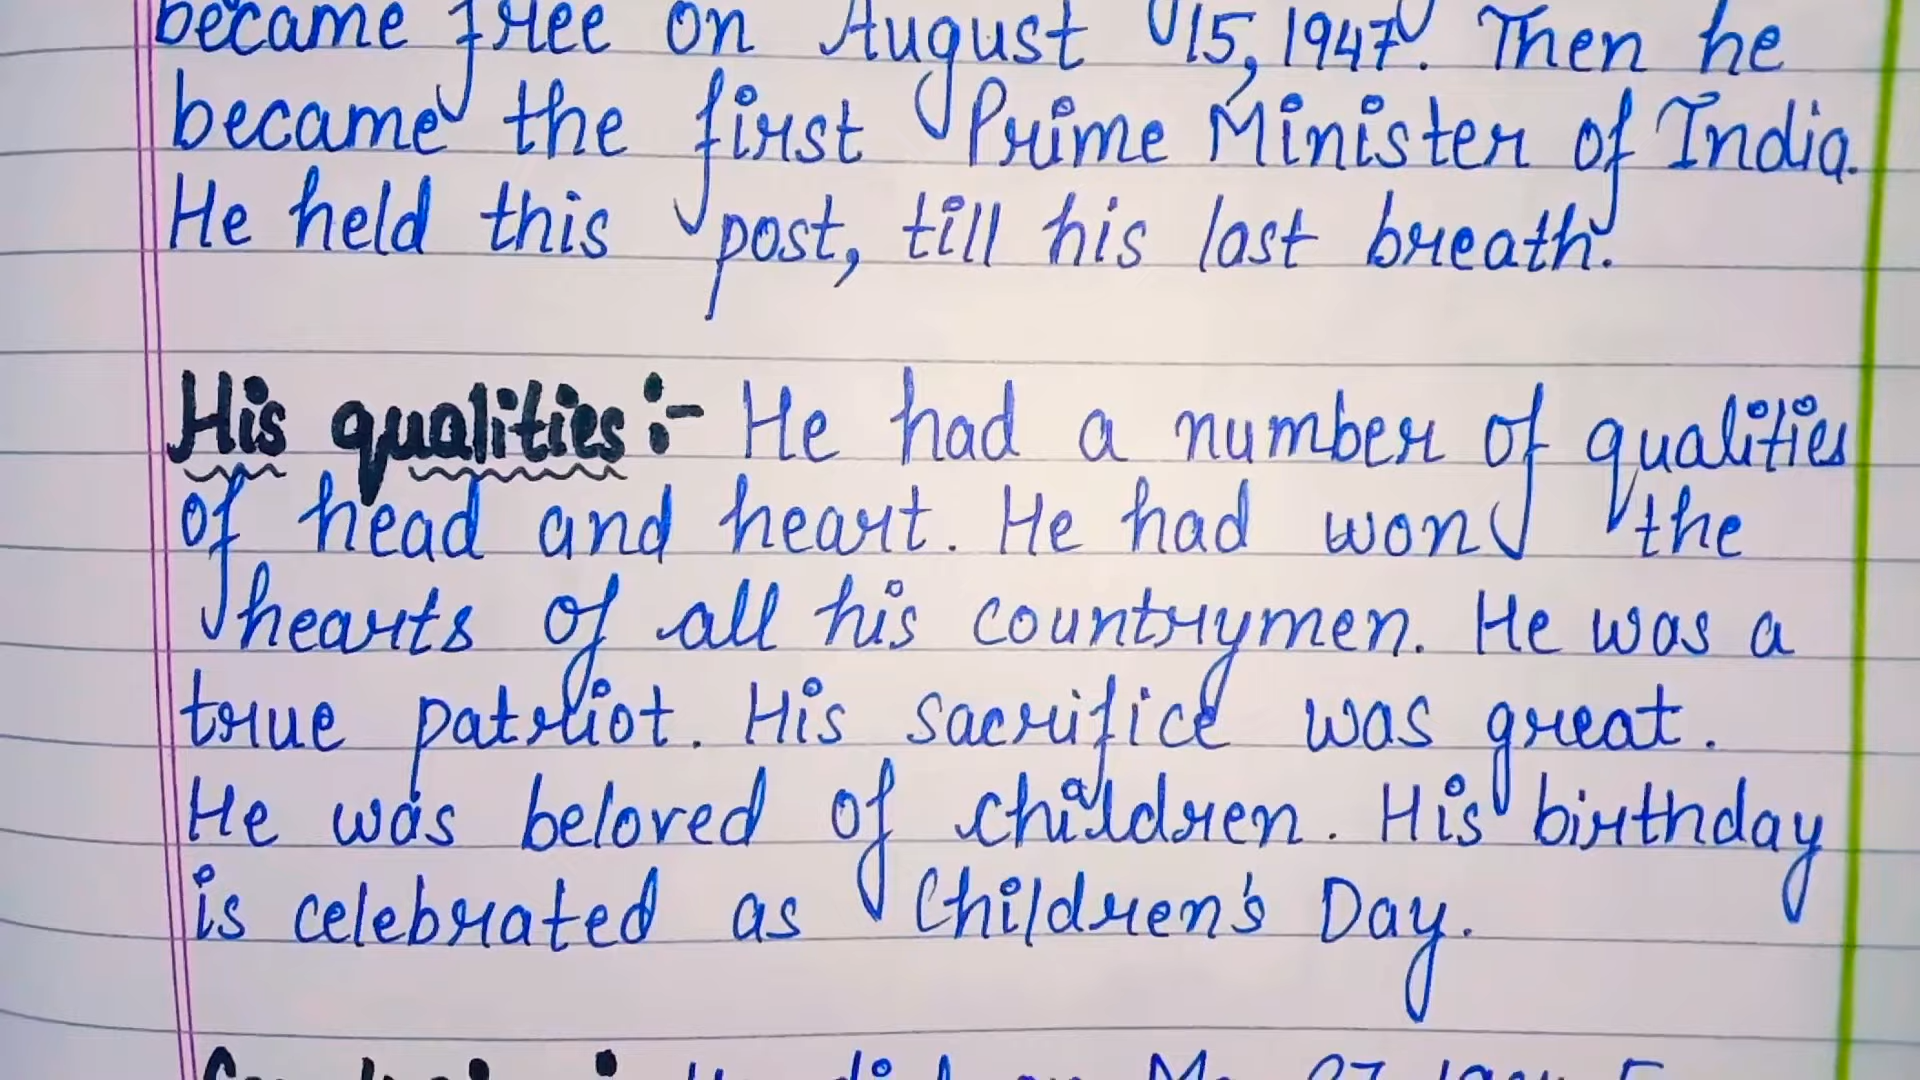 became free on August 15, 1947. Then he
became the first Prime Minister of India.
He held this post, till his last breath.
His qualities:- He had a number of qualities
of head and heart. He had won the
hearts of all his countrymen. He was a
true patriot. His sacrifice was great.
He was beloved of children. His birthday
is celebrated as Children's Day.